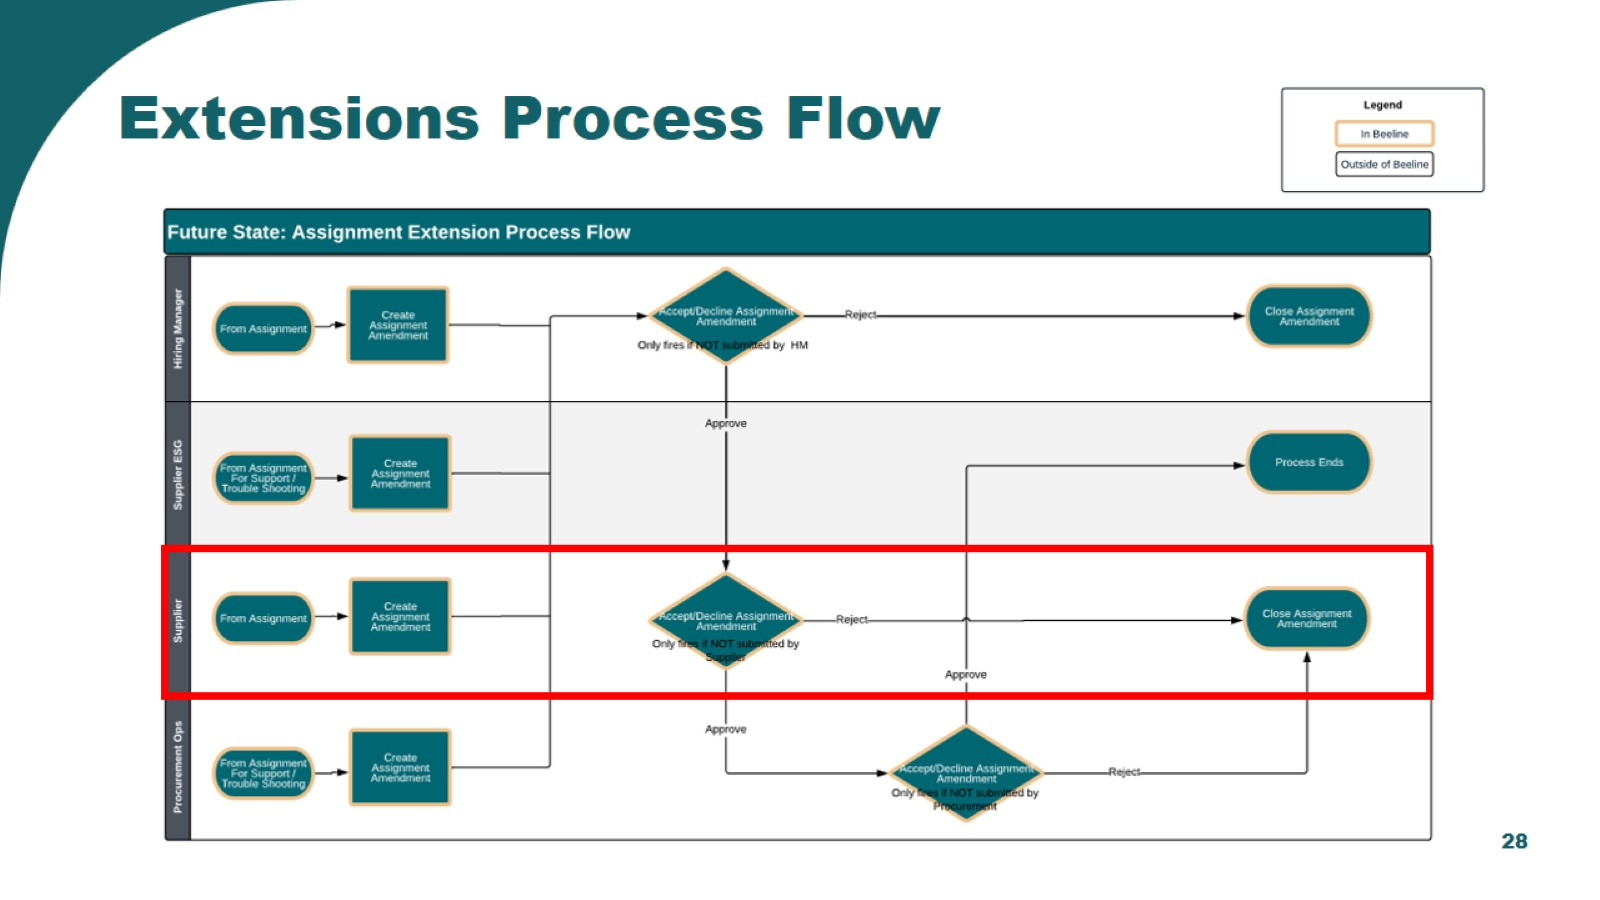 Extensions Process Flow
Legend
In Beeline
Outside of Beeline
Future State: Assignment Extension Process Flow
Hiring Manager
From Assignment
Create
Assignment
Amendment
Accept/Decline Assignment
Amendment
Only fires if NOT submitted by HM
Reject
Close Assignment
Amendment
Approve
Supplier ESG
From Assignment
For Support /
Trouble Shooting
Create
Assignment
Amendment
Process Ends
Supplier
From Assignment
Create
Assignment
Amendment
Accept/Decline Assignment
Amendment
Only fires if NOT submitted by
Supplier
Reject
Close Assignment
Amendment
Approve
Approve
Procurement Ops
From Assignment
For Support /
Trouble Shooting
Create
Assignment
Amendment
Accept/Decline Assignment
Amendment
Only fires if NOT submitted by
Procurement
Reject
28